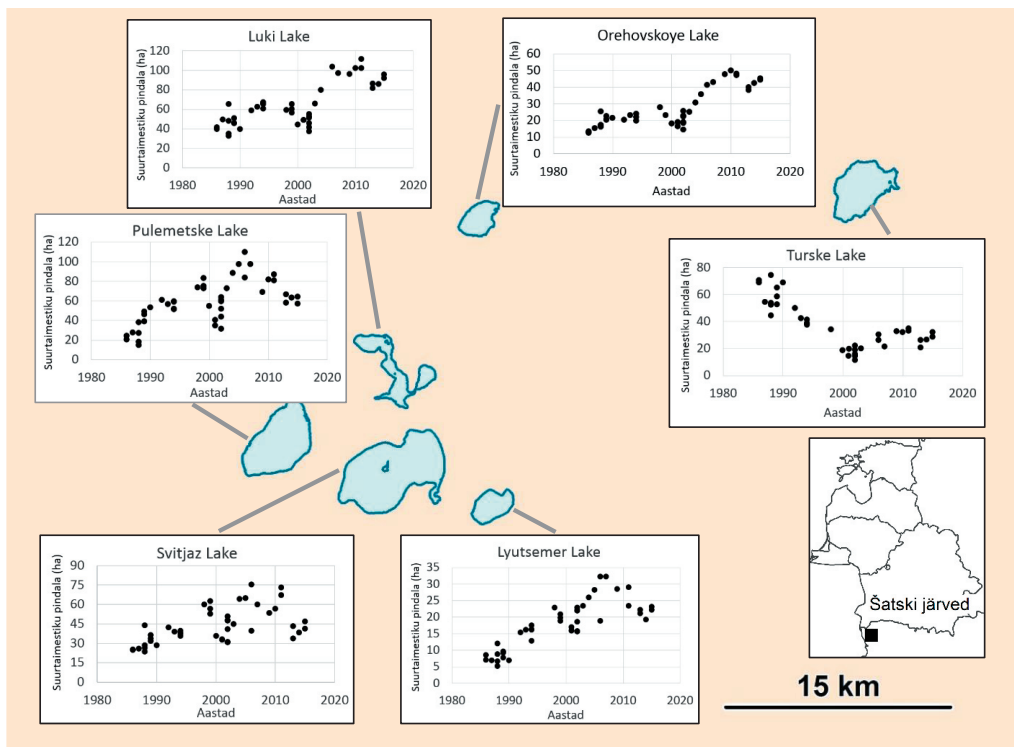 Luki Lake
Suurtaimestiku pindala (ha)
120
100
80
60
40
20
0
1980 1990 2000 2010 2020
Aastad
Orehovskoye Lake
Suurtaimestiku pindala (ha)
60
50
40
30
20
10
0
1980 1990 2000 2010 2020
Aastad
Pulemetske Lake
Suurtaimestiku pindala (ha)
120
100
80
60
40
20
0
1980 1990 2000 2010 2020
Aastad
Turske Lake
Suurtaimestiku pindala (ha)
80
60
40
20
0
1980 1990 2000 2010 2020
Aastad
Svitjaz Lake
Suurtaimestiku pindala (ha)
90
75
60
45
30
15
0
1980 1990 2000 2010 2020
Aastad
Lyutsemer Lake
Suurtaimestiku pindala (ha)
35
30
25
20
15
10
5
0
1980 1990 2000 2010 2020
Aastad
Šatski järved
15 km